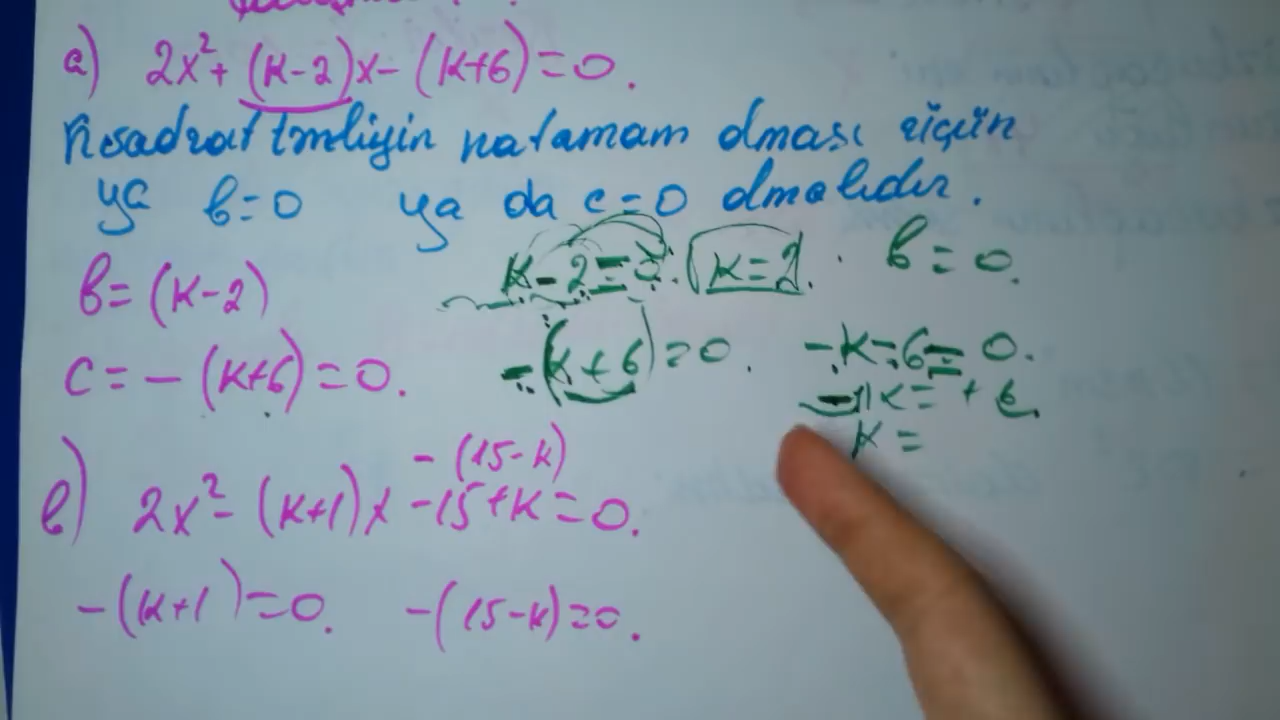 a) 2x²+(k-2)x-(k+6)=0.
Kvadrat tənliyin natamam olması üçün
ya b=0 ya da c=0 olmalıdır.
b=(k-2) k-2=0. k=2. b=0.
c=-(k+6)=0. -(k+6)=0. -k-6=0.
-1k=+6.
k=
-(15-k)
b) 2x²-(k+1)x-15+k=0.
-(k+1)=0. -(15-k)=0.